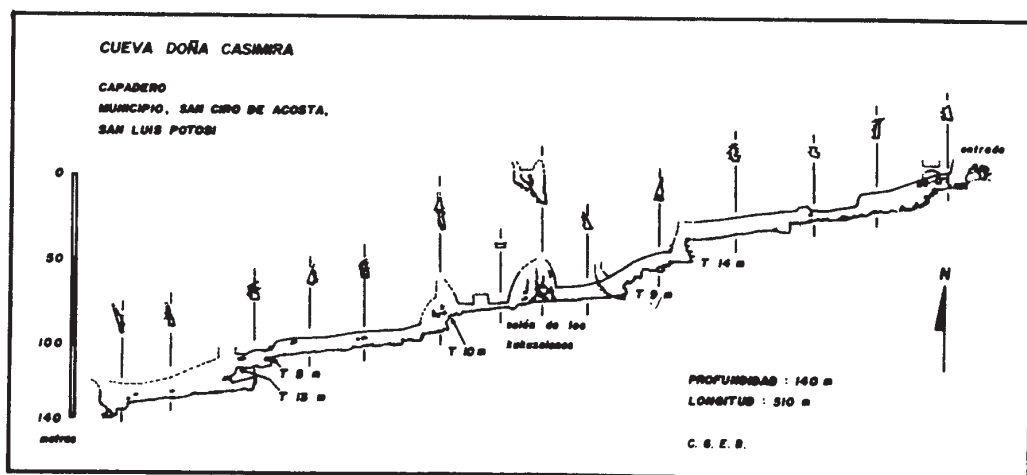 CUEVA DOÑA CASIMIRA
CAPADERO
MUNICIPIO, SAN CIRO DE ACOSTA,
SAN LUIS POTOSI
entrada
0
50
100
140
metros
T 14 m
T 9 m
salón de los
T 10 m
T 8 m
T 13 m
N
PROFUNDIDAD : 140 m
LONGITUD : 510 m
C. G. E. B.